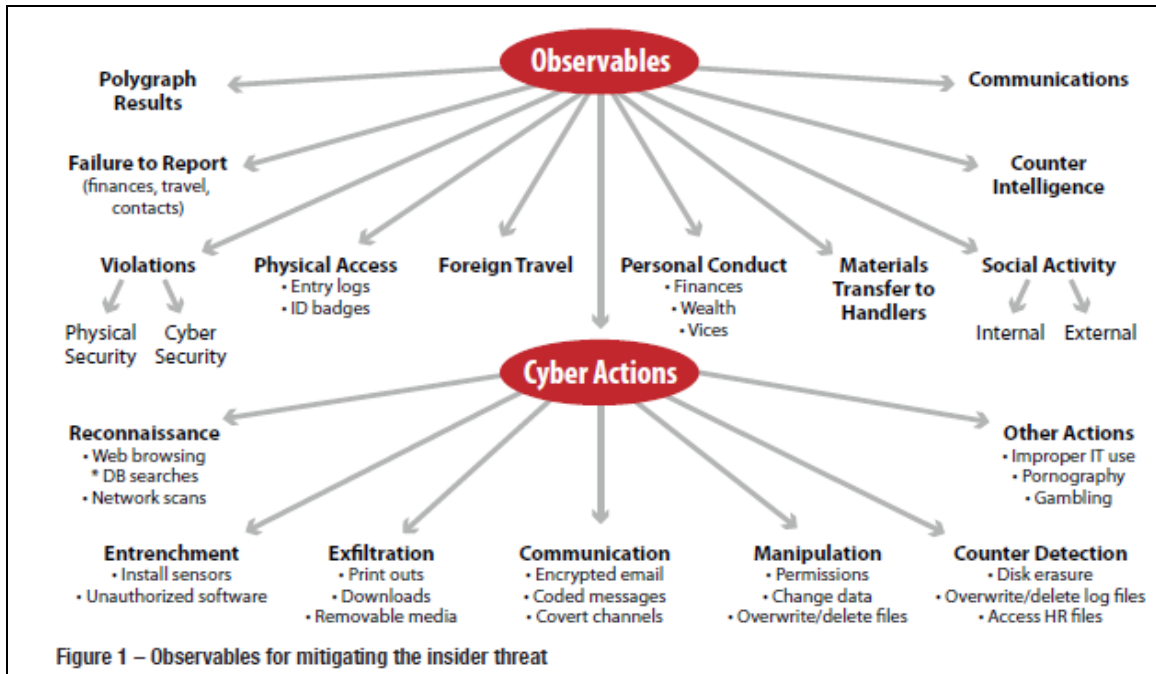 Observables
Polygraph
Results
Communications
Failure to Report
(finances, travel,
contacts)
Counter
Intelligence
Violations
Physical
Security
Cyber
Security
Physical Access
• Entry logs
• ID badges
Foreign Travel
Personal Conduct
• Finances
• Wealth
• Vices
Materials
Transfer to
Handlers
Social Activity
Internal
External
Cyber Actions
Reconnaissance
• Web browsing
* DB searches
• Network scans
Other Actions
• Improper IT use
• Pornography
• Gambling
Entrenchment
• Install sensors
• Unauthorized software
Exfiltration
• Print outs
• Downloads
• Removable media
Communication
• Encrypted email
• Coded messages
• Covert channels
Manipulation
• Permissions
• Change data
• Overwrite/delete files
Counter Detection
• Disk erasure
• Overwrite/delete log files
• Access HR files
Figure 1 – Observables for mitigating the insider threat